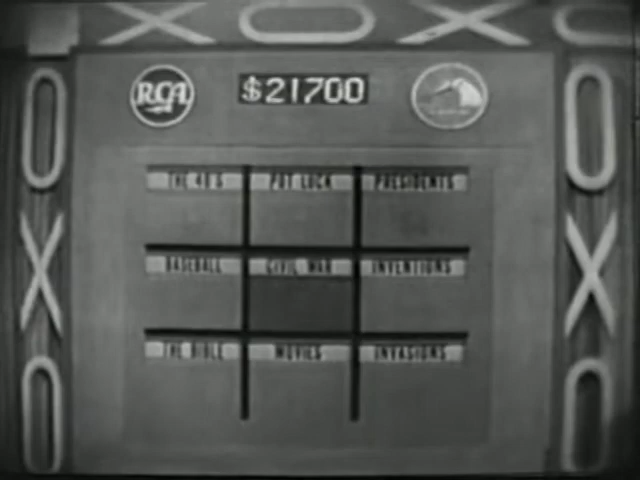 X O X O
RCA $21700
O O
THE 40'S POT LUCK PRESIDENTS
X BASEBALL CIVIL WAR INVENTIONS X
THE BIBLE MOVIES INVASIONS
O O